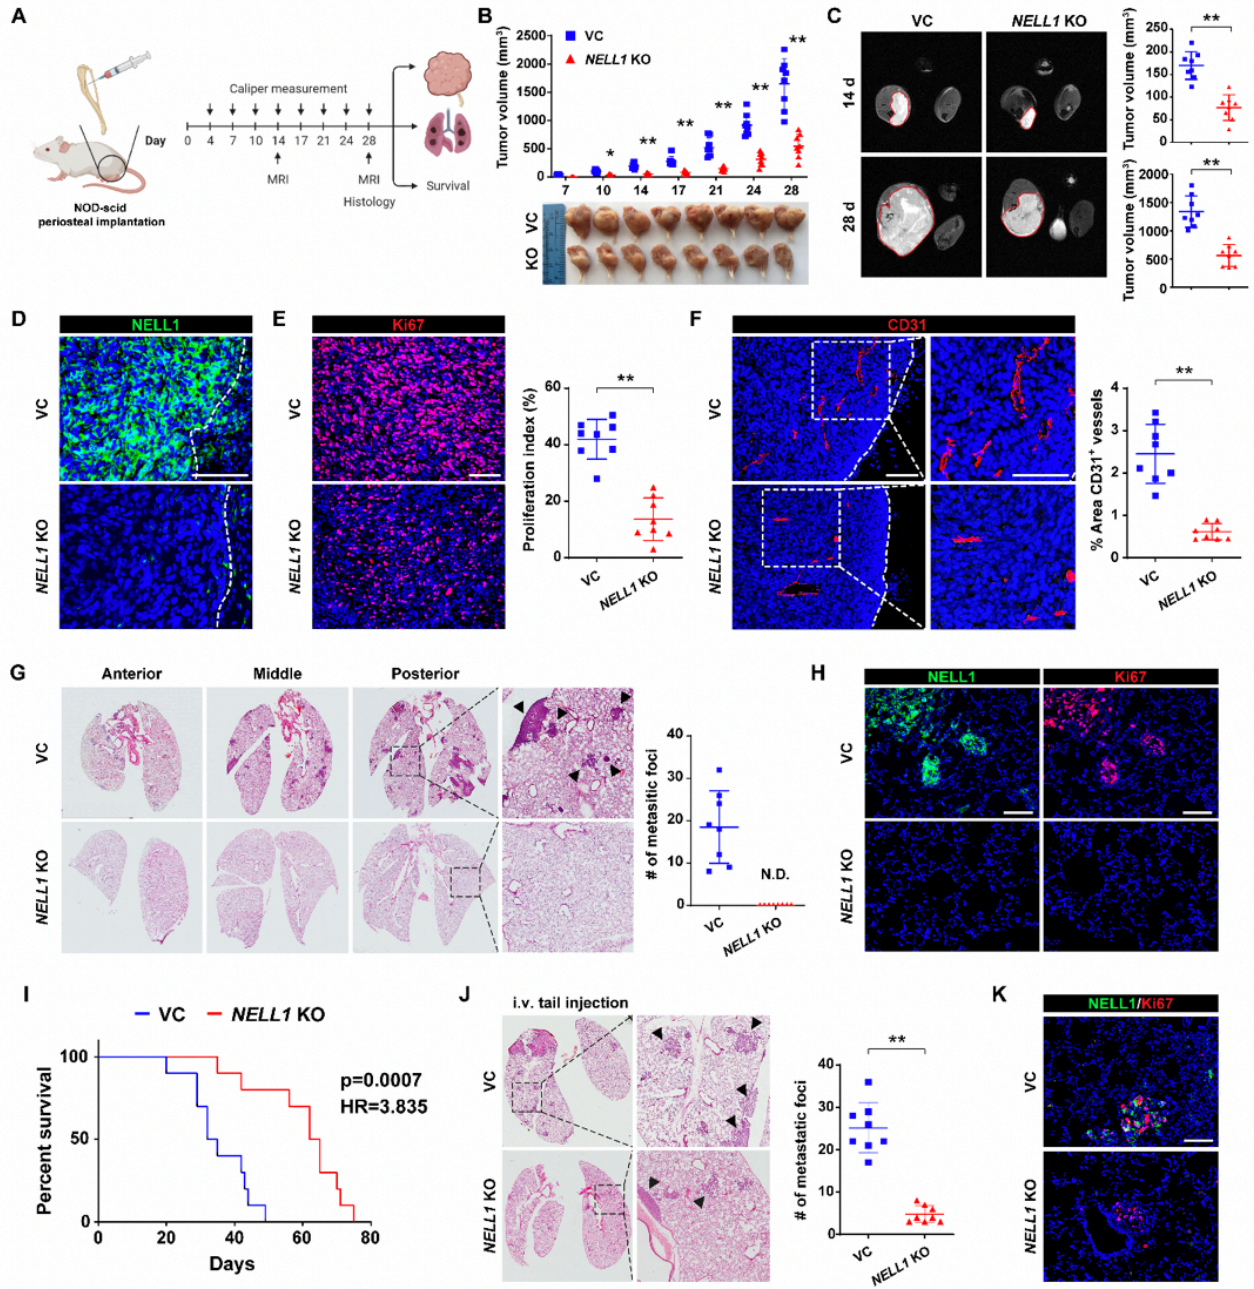 A
Caliper measurement
Day
0 4 7 10 14 17 21 24 28
MRI
MRI
Histology
Survival
NOD-scid
periosteal implantation
B
VC
NELL1 KO
Tumor volume (mm³)
2500
2000
1500
1000
500
0
*
**
**
**
**
**
7 10 14 17 21 24 28
VC
KO
C
VC
NELL1 KO
14 d
28 d
Tumor volume (mm³)
250
200
150
100
50
0
**
Tumor volume (mm³)
2000
1500
1000
500
0
**
D
NELL1
VC
NELL1 KO
E
Ki67
VC
NELL1 KO
Proliferation index (%)
60
40
20
0
**
VC
NELL1 KO
F
CD31
VC
NELL1 KO
% Area CD31⁺ vessels
4
3
2
1
0
**
VC
NELL1 KO
G
Anterior
Middle
Posterior
VC
NELL1 KO
# of metasitic foci
40
30
20
10
0
N.D.
VC
NELL1 KO
H
NELL1
Ki67
VC
NELL1 KO
I
VC
NELL1 KO
Percent survival
100
50
0
p=0.0007
HR=3.835
0 20 40 60 80
Days
J
i.v. tail injection
VC
NELL1 KO
# of metastatic foci
40
30
20
10
0
**
VC
NELL1 KO
K
NELL1/Ki67
VC
NELL1 KO